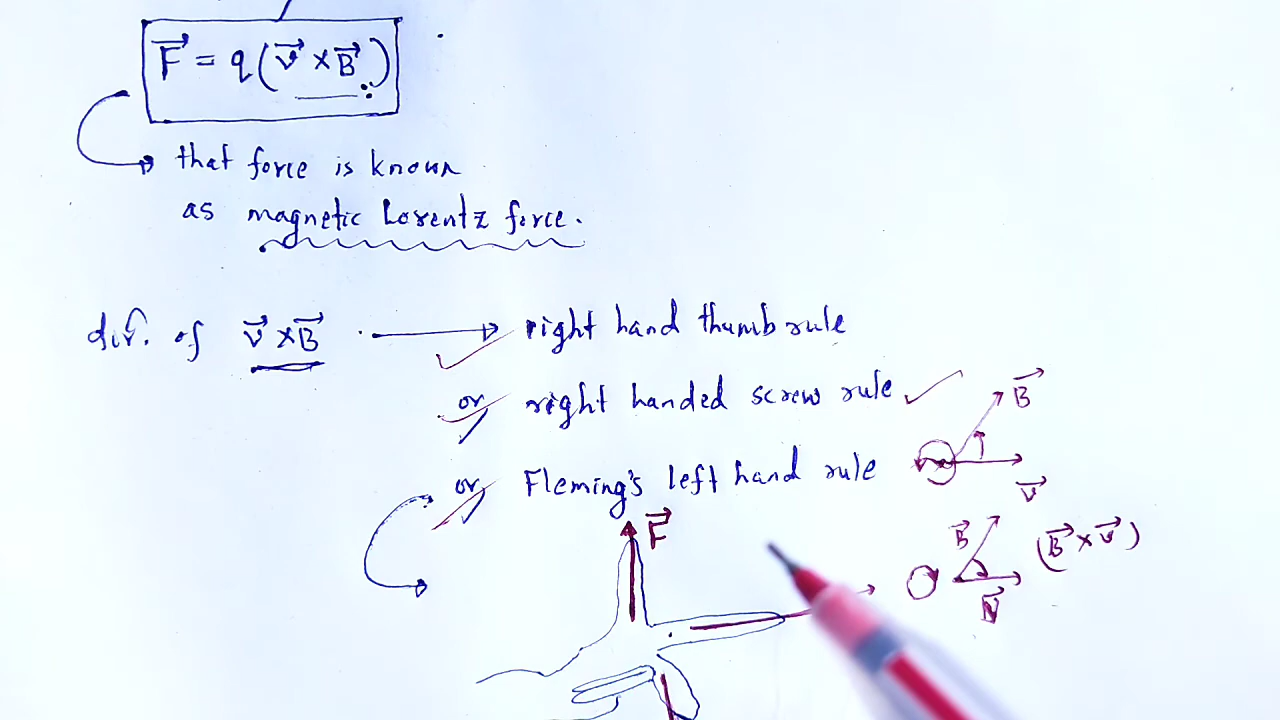 F⃗ = q(v⃗ × B⃗)
that force is known
as magnetic Lorentz force.
dir. of v⃗ × B⃗ → right hand thumb rule
or right handed screw rule
B⃗
v⃗
or Fleming's left hand rule
F⃗
B⃗
(B⃗ × v⃗)
v⃗